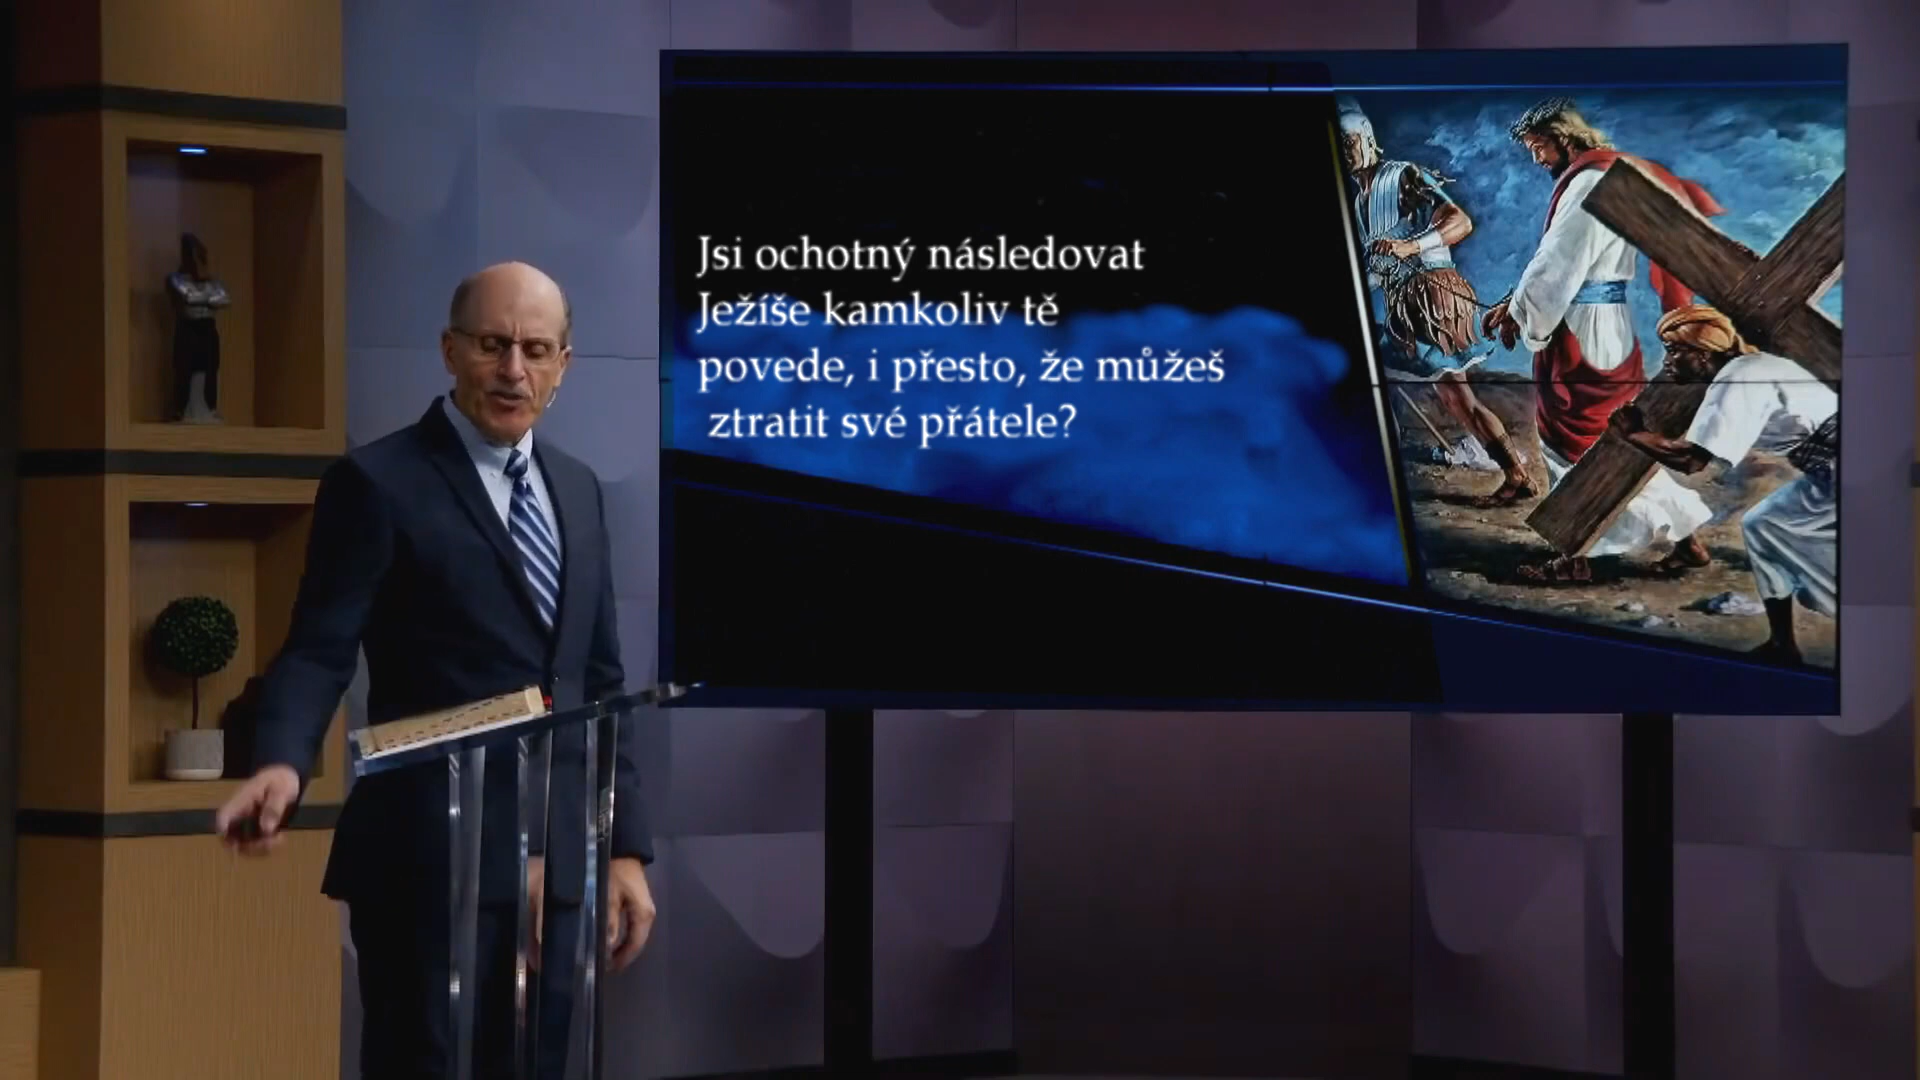 Jsi ochotný následovat
Ježíše kamkoliv tě
povede, i přesto, že můžeš
ztratit své přátele?